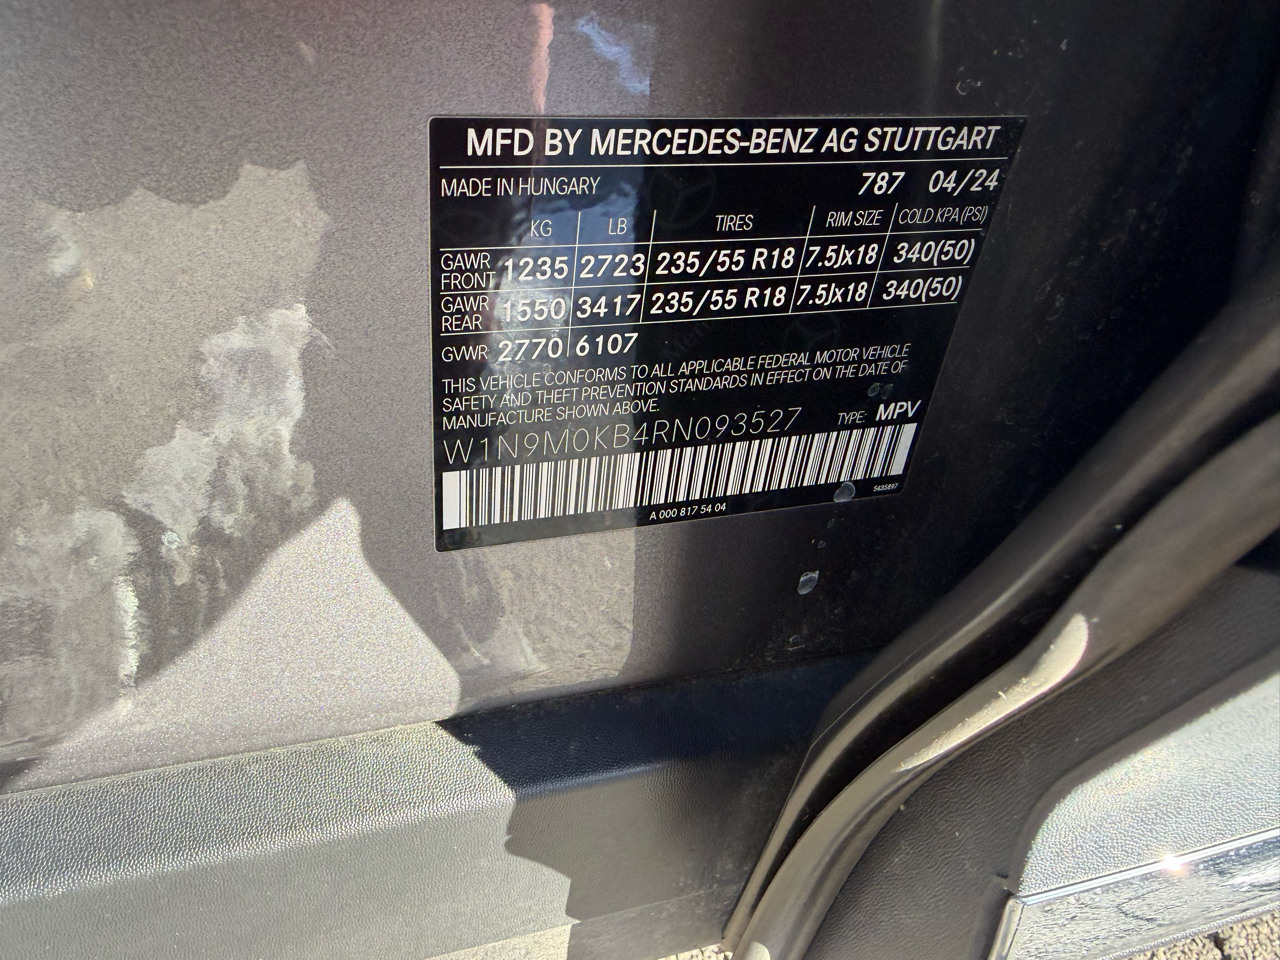 MFD BY MERCEDES-BENZ AG STUTTGART
MADE IN HUNGARY 787 04/24
KG LB TIRES RIM SIZE COLD KPA(PSI)
GAWR FRONT 1235 2723 235/55 R18 7.5Jx18 340(50)
GAWR REAR 1550 3417 235/55 R18 7.5Jx18 340(50)
GVWR 2770 6107
THIS VEHICLE CONFORMS TO ALL APPLICABLE FEDERAL MOTOR VEHICLE
SAFETY AND THEFT PREVENTION STANDARDS IN EFFECT ON THE DATE OF
MANUFACTURE SHOWN ABOVE.
W1N9M0KB4RN093527 TYPE: MPV
A 000 817 54 04 5435897